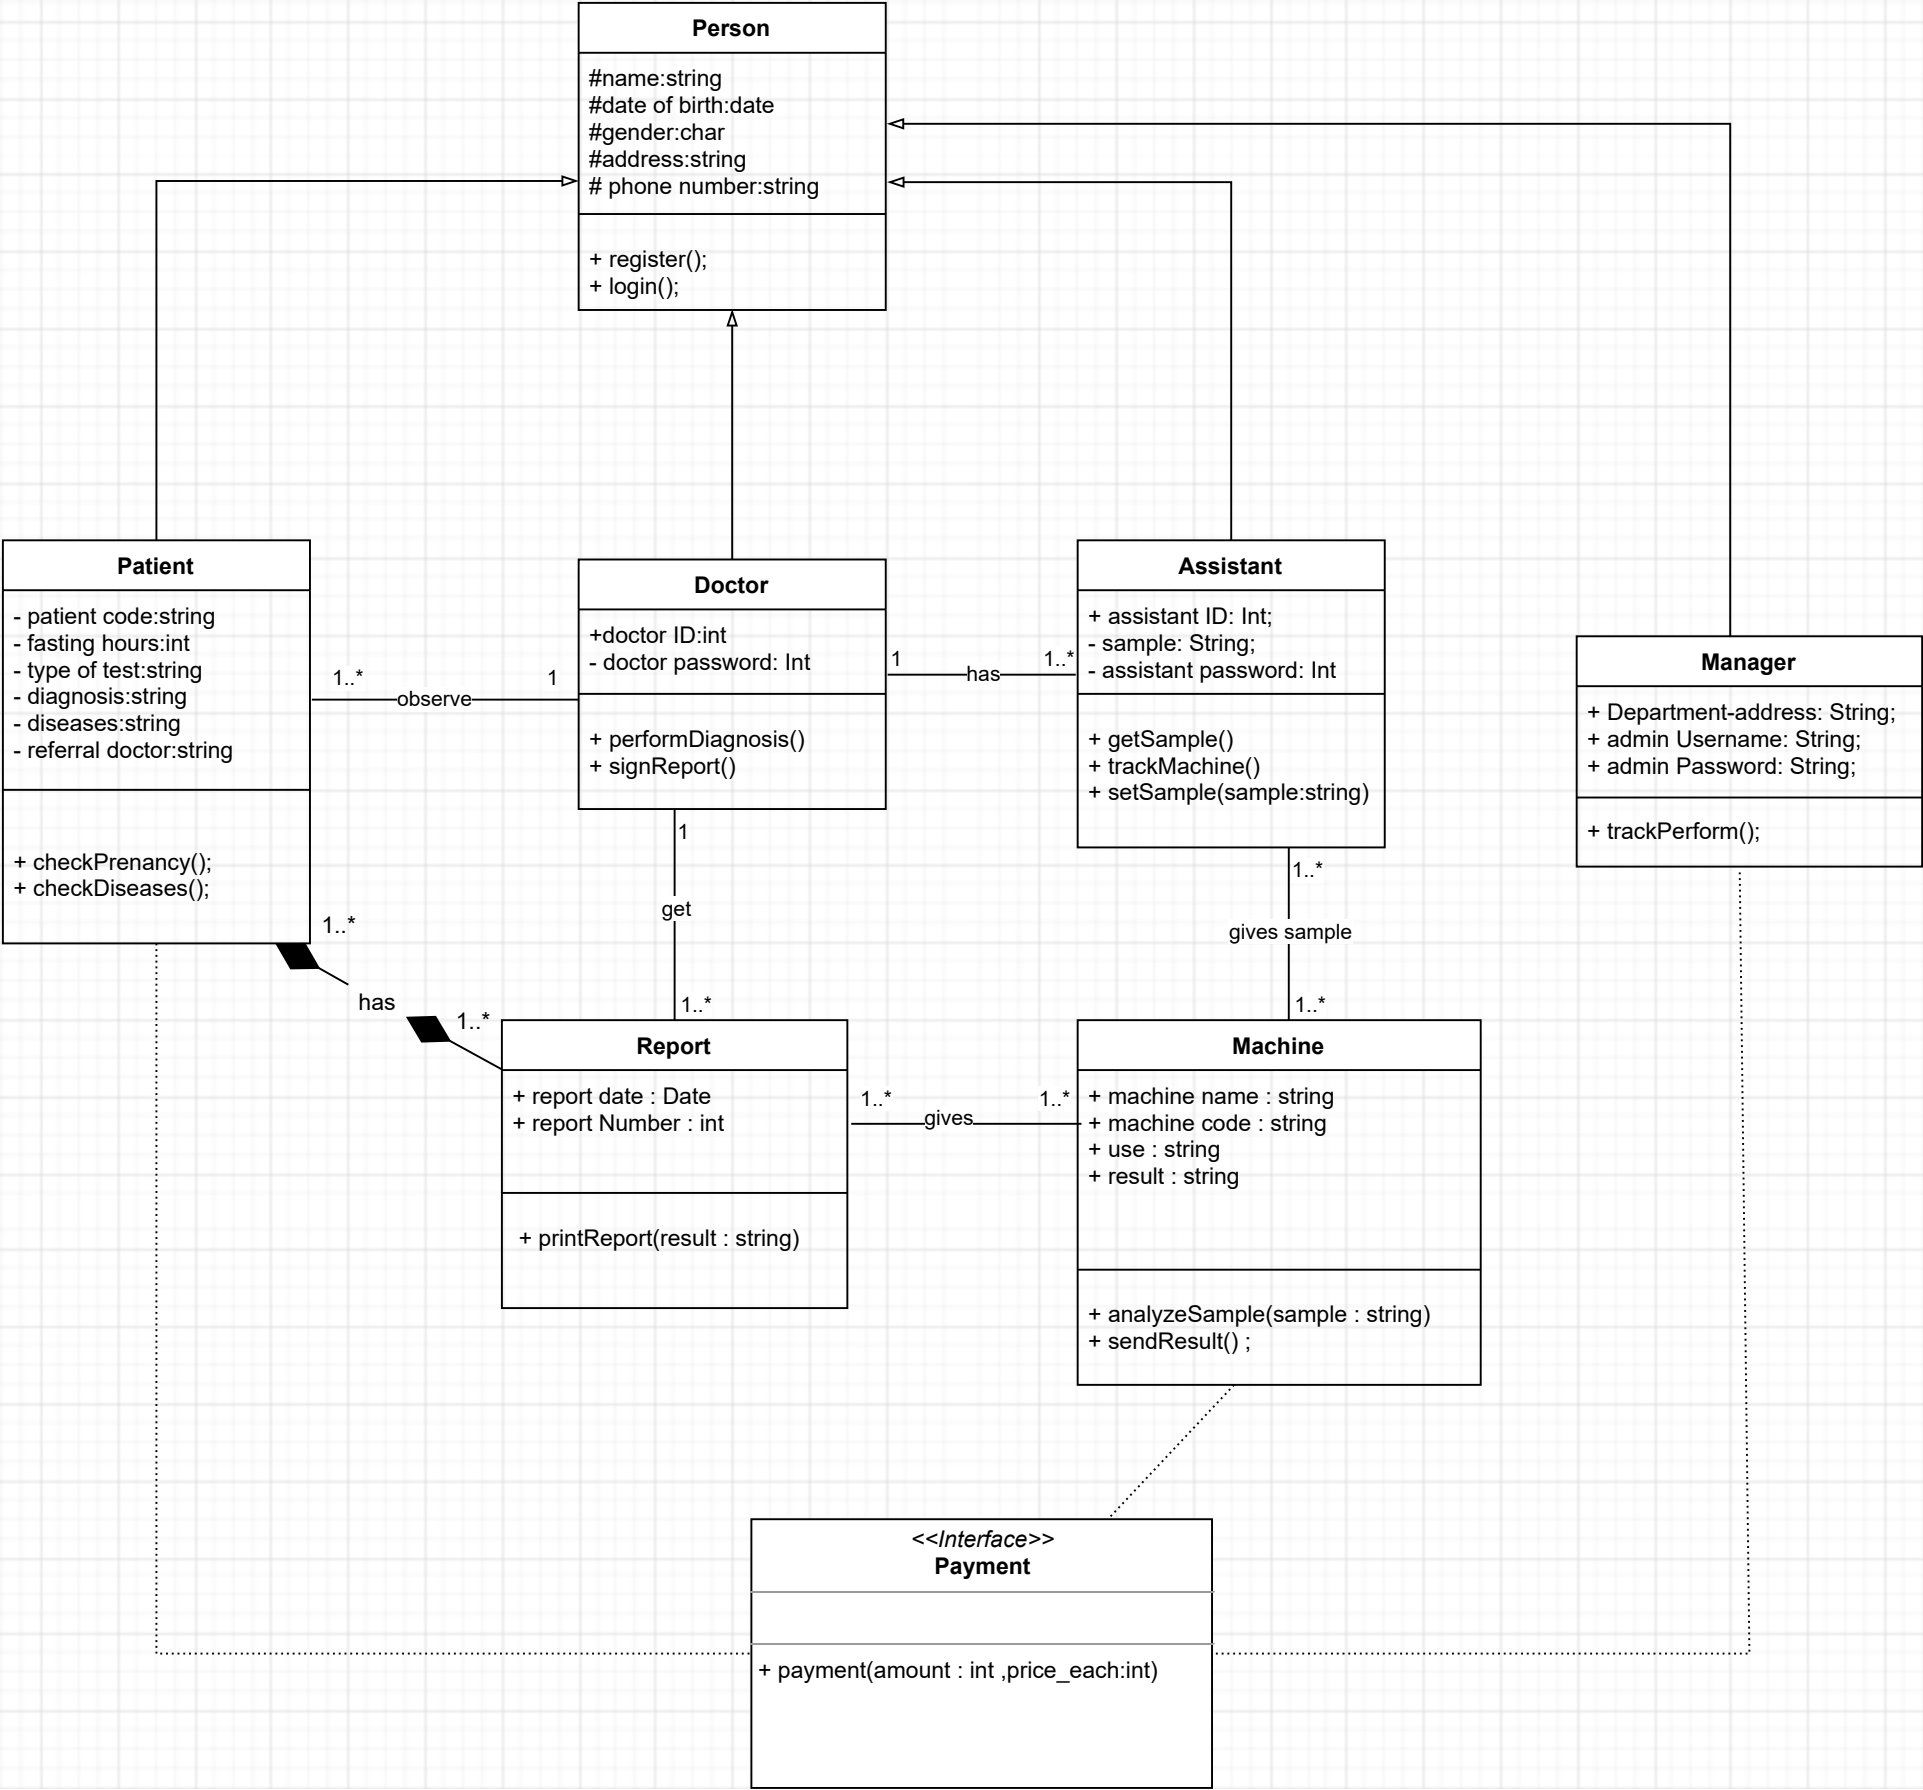 Person
#name:string
#date of birth:date
#gender:char
#address:string
# phone number:string
+ register();
+ login();
Patient
- patient code:string
- fasting hours:int
- type of test:string
- diagnosis:string
- diseases:string
- referral doctor:string
+ checkPrenancy();
+ checkDiseases();
1..*
observe
1
Doctor
+doctor ID:int
- doctor password: Int
+ performDiagnosis()
+ signReport()
1
has
1..*
Assistant
+ assistant ID: Int;
- sample: String;
- assistant password: Int
+ getSample()
+ trackMachine()
+ setSample(sample:string)
Manager
+ Department-address: String;
+ admin Username: String;
+ admin Password: String;
+ trackPerform();
1..*
has
1..*
1
get
1..*
1..*
gives sample
1..*
Report
+ report date : Date
+ report Number : int
+ printReport(result : string)
1..*
gives
1..*
Machine
+ machine name : string
+ machine code : string
+ use : string
+ result : string
+ analyzeSample(sample : string)
+ sendResult() ;
<<Interface>>
Payment
+ payment(amount : int ,price_each:int)